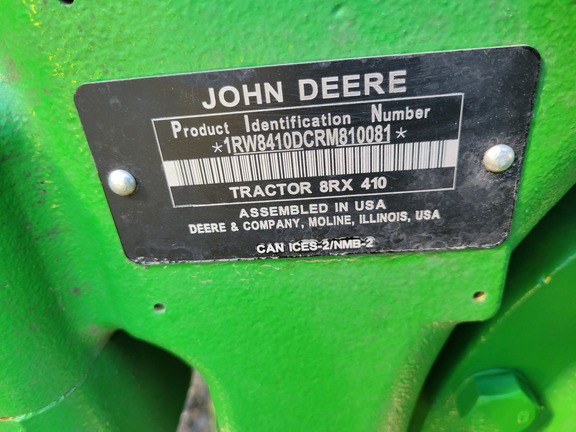 JOHN DEERE
Product Identification Number
*1RW8410DCRM810081*
TRACTOR 8RX 410
ASSEMBLED IN USA
DEERE & COMPANY, MOLINE, ILLINOIS, USA
CAN ICES-2/NMB-2